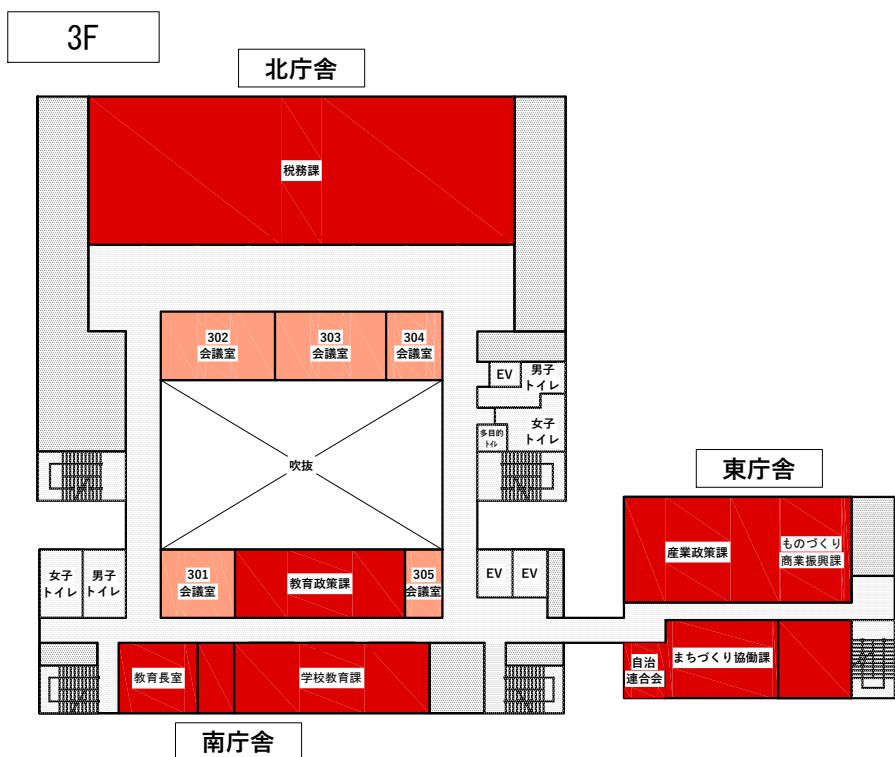 3F
北庁舎
税務課
302
会議室
303
会議室
304
会議室
EV
男子
トイレ
多目的
トイレ
女子
トイレ
吹抜
東庁舎
産業政策課
ものづくり
商業振興課
女子
トイレ
男子
トイレ
301
会議室
教育政策課
305
会議室
EV
EV
教育長室
学校教育課
自治
連合会
まちづくり協働課
南庁舎